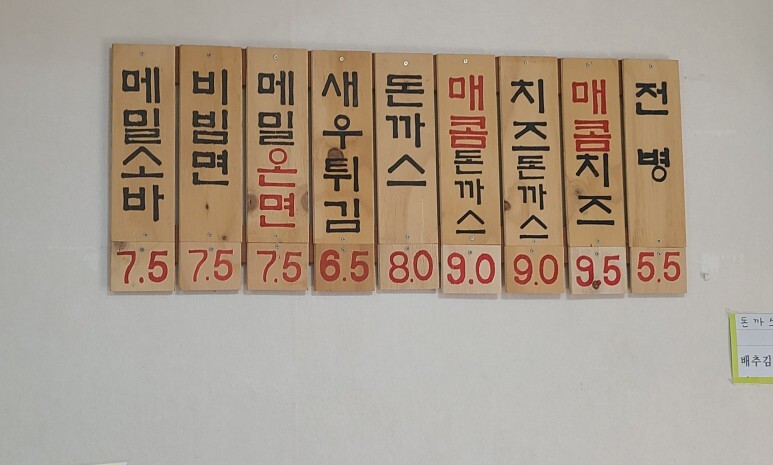 메밀소바 7.5
비빔면 7.5
메밀온면 7.5
새우튀김 6.5
돈까스 8.0
매콤돈까스 9.0
치즈돈까스 9.0
매콤치즈 9.5
전병 5.5
돈까스
배추김